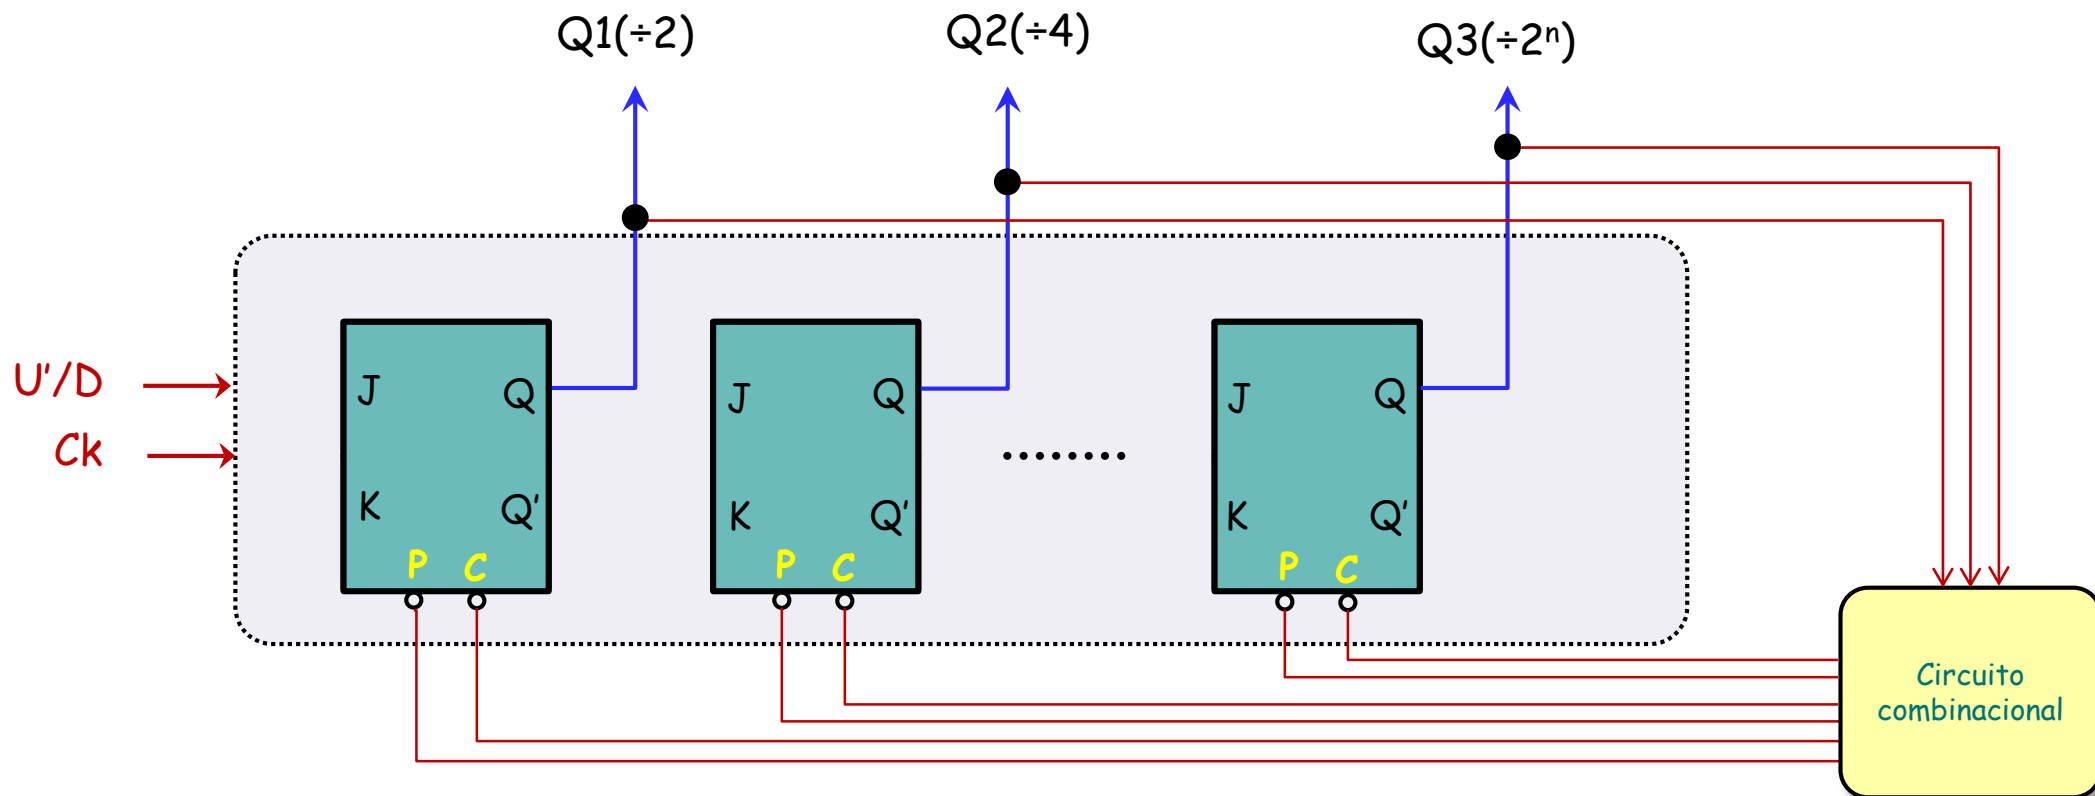 Q1(÷2)
Q2(÷4)
Q3(÷2ⁿ)
U'/D
Ck
J
Q
K
Q'
P
C
J
Q
K
Q'
P
C
........
J
Q
K
Q'
P
C
Circuito
combinacional